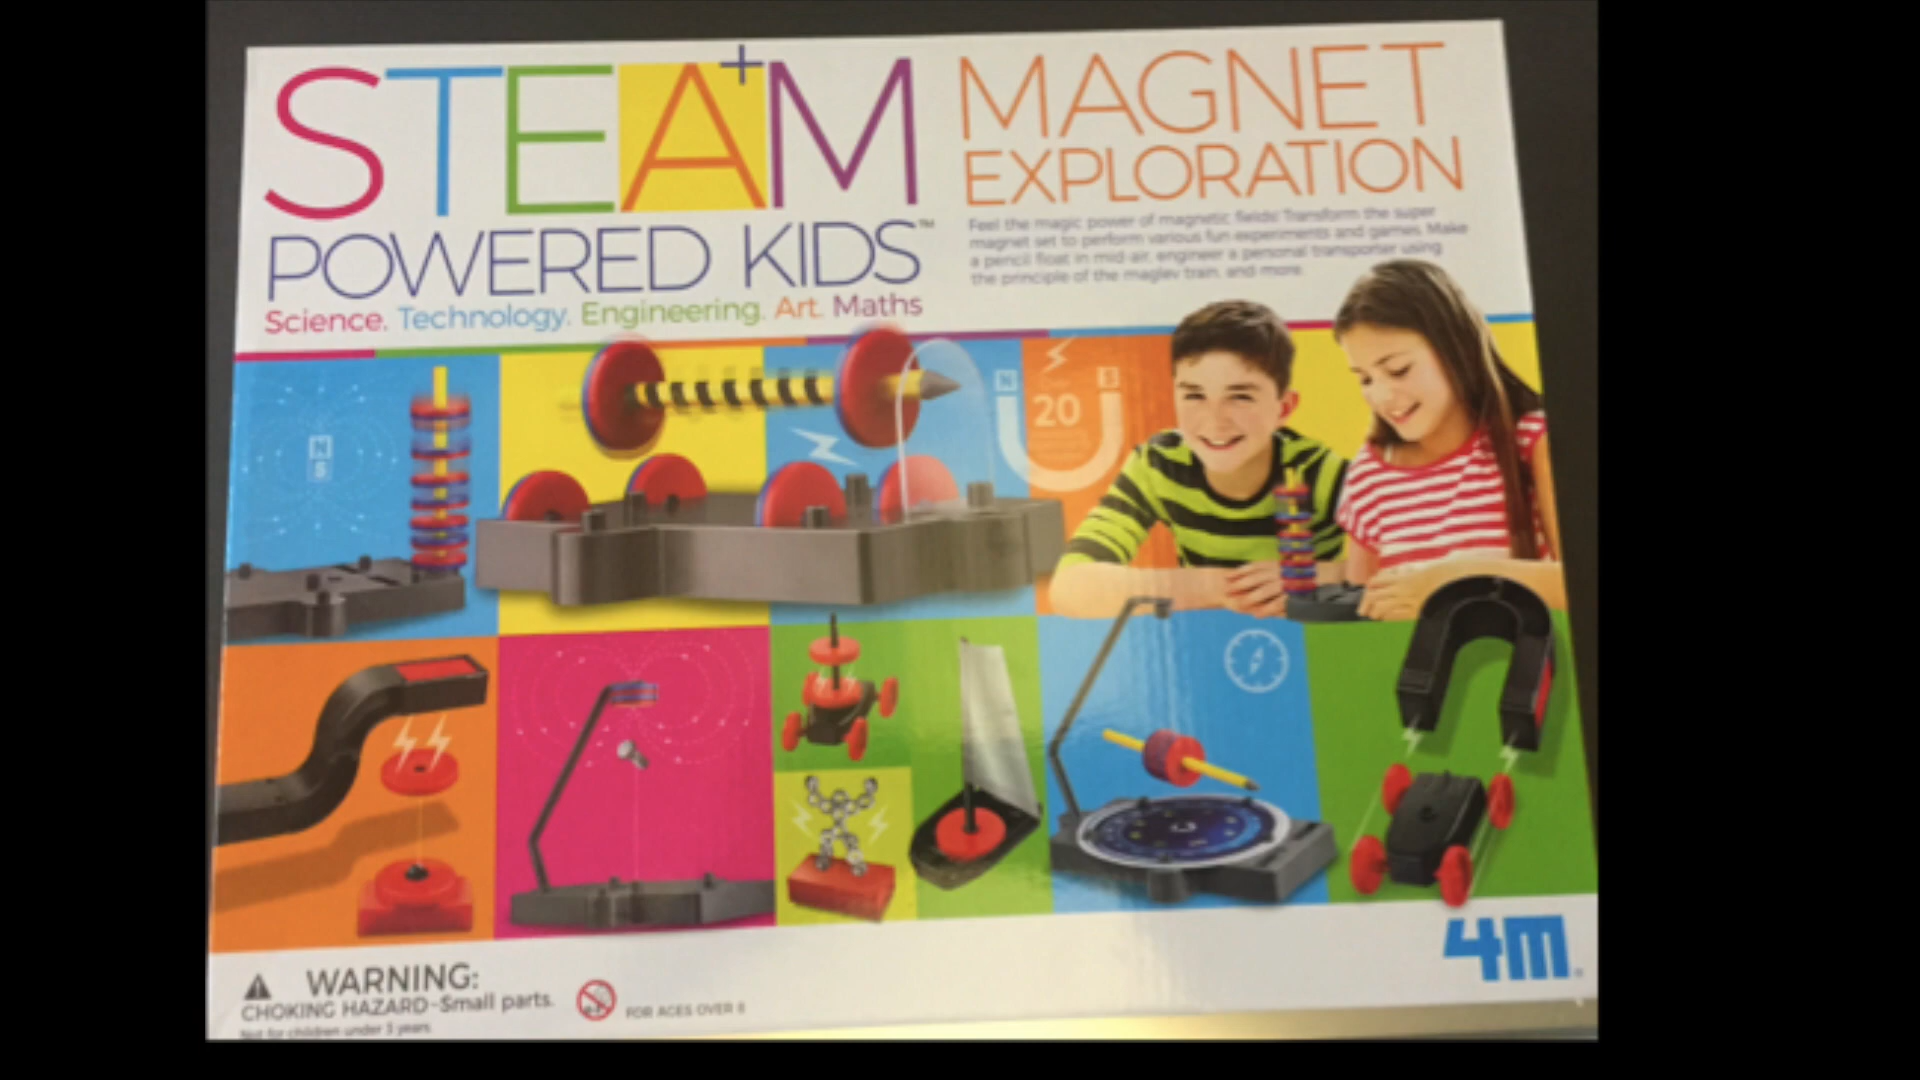 STEAM+
POWERED KIDS™
Science. Technology. Engineering. Art. Maths
MAGNET
EXPLORATION
Feel the magic power of magnetic fields! Transform the super
magnet set to perform various fun experiments and games. Make
a pencil float in mid-air, engineer a personal transporter using
the principle of the maglev train, and more.
N
S
N S
20
WARNING:
CHOKING HAZARD-Small parts.
Not for children under 3 years
FOR AGES OVER 8
4M